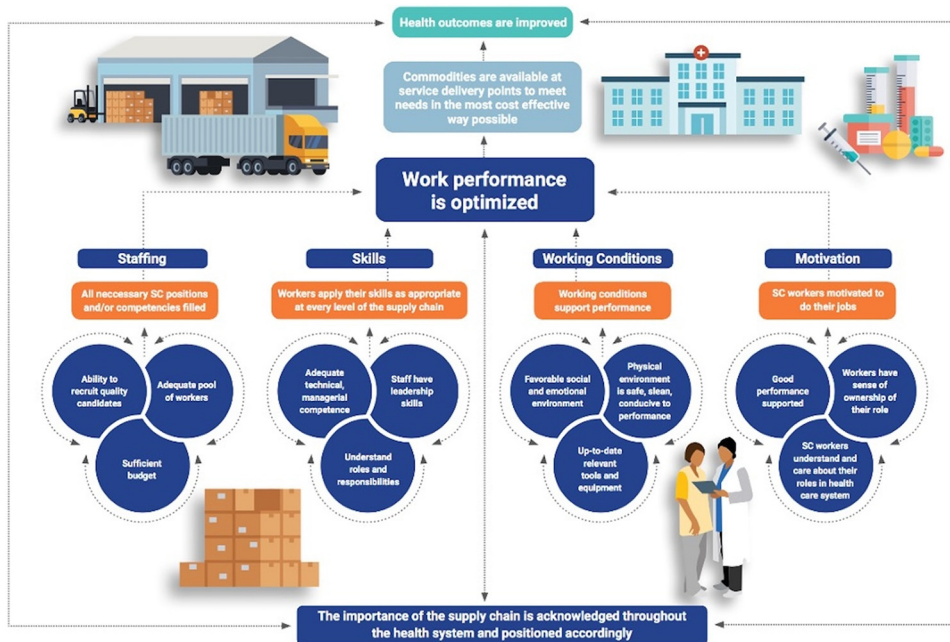 Health outcomes are improved
Commodities are available at
service delivery points to meet
needs in the most cost effective
way possible
Work performance
is optimized
Staffing
Skills
Working Conditions
Motivation
All neccessary SC positions
and/or competencies filled
Workers apply their skills as appropriate
at every level of the supply chain
Working conditions
support performance
SC workers motivated to
do their jobs
Ability to
recruit quality
candidates
Adequate pool
of workers
Sufficient
budget
Adequate
technical,
managerial
competence
Staff have
leadership
skills
Understand
roles and
responsibilities
Favorable social
and emotional
environment
Physical
environment
is safe, slean,
conducive to
performance
Up-to-date
relevant
tools and
equipment
Good
performance
supported
Workers have
sense of
ownership of
their role
SC workers
understand and
care about their
roles in health
care system
The importance of the supply chain is acknowledged throughout
the health system and positioned accordingly